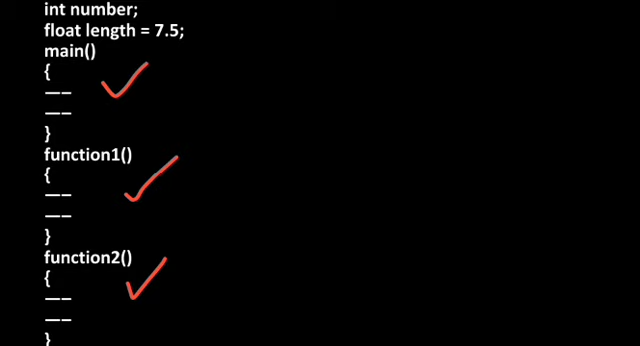 int number;
float length = 7.5;
main()
{
——
——
}
function1()
{
——
——
}
function2()
{
——
——
}